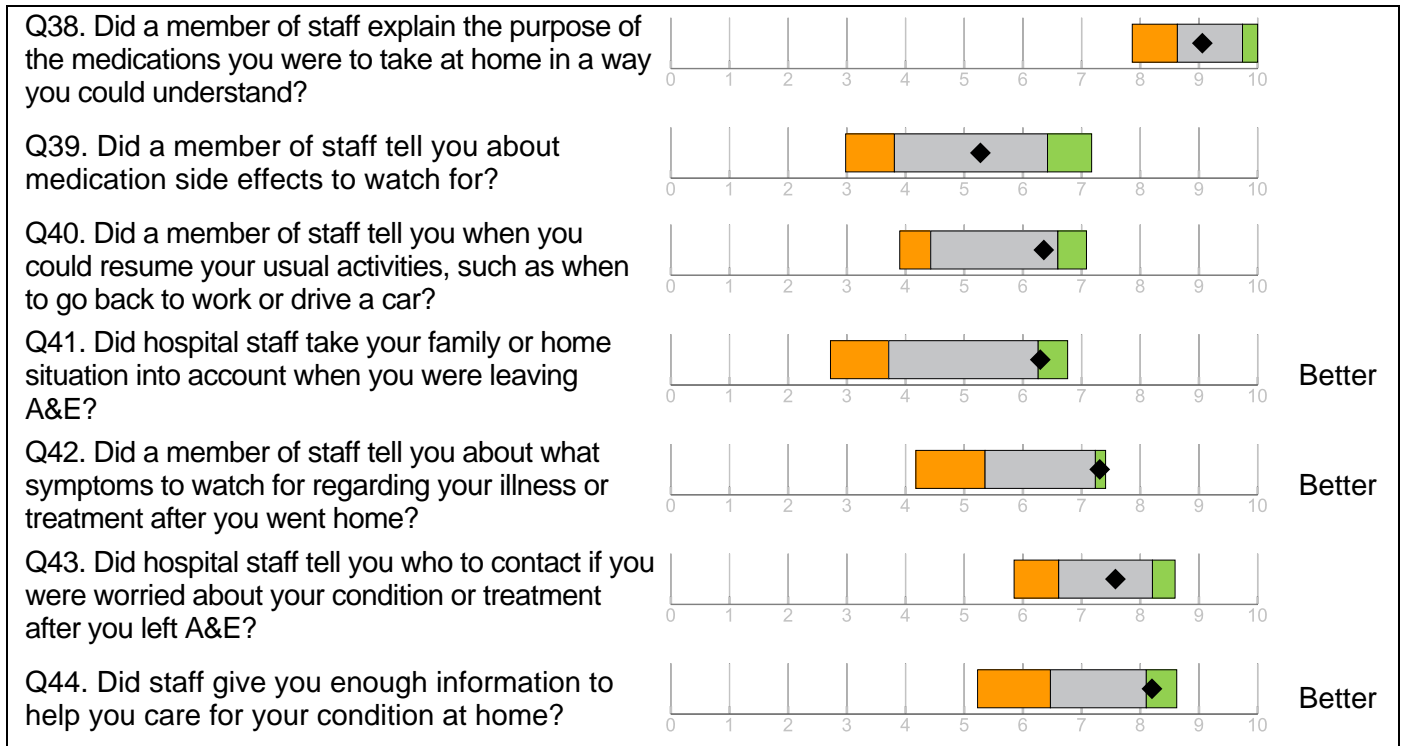 Q38. Did a member of staff explain the purpose of
the medications you were to take at home in a way
you could understand?
0 1 2 3 4 5 6 7 8 9 10
Q39. Did a member of staff tell you about
medication side effects to watch for?
0 1 2 3 4 5 6 7 8 9 10
Q40. Did a member of staff tell you when you
could resume your usual activities, such as when
to go back to work or drive a car?
0 1 2 3 4 5 6 7 8 9 10
Q41. Did hospital staff take your family or home
situation into account when you were leaving
A&E?
0 1 2 3 4 5 6 7 8 9 10
Better
Q42. Did a member of staff tell you about what
symptoms to watch for regarding your illness or
treatment after you went home?
0 1 2 3 4 5 6 7 8 9 10
Better
Q43. Did hospital staff tell you who to contact if you
were worried about your condition or treatment
after you left A&E?
0 1 2 3 4 5 6 7 8 9 10
Q44. Did staff give you enough information to
help you care for your condition at home?
0 1 2 3 4 5 6 7 8 9 10
Better